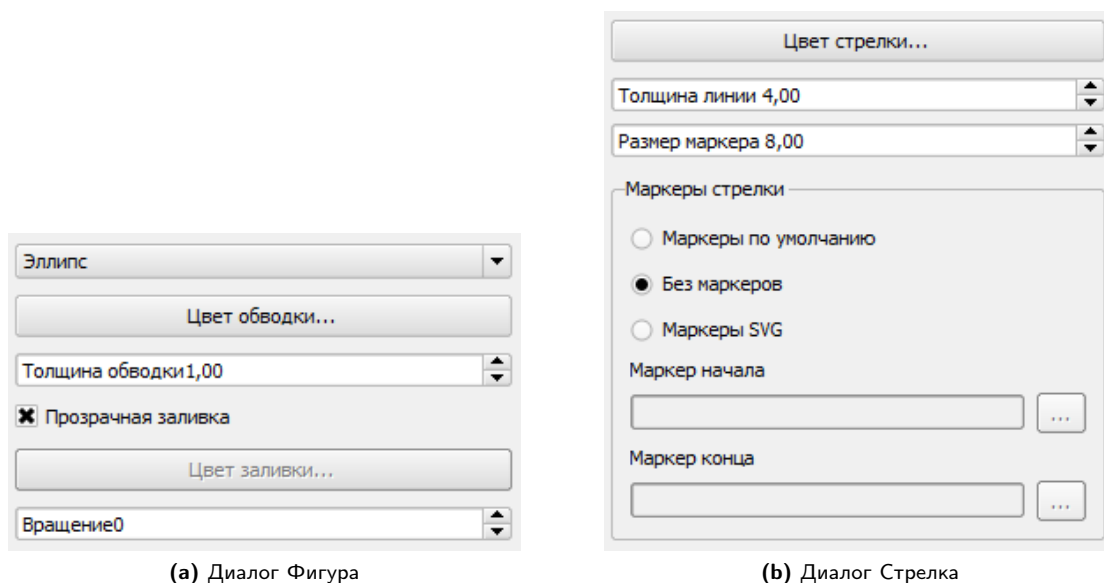 Эллипс
Цвет обводки...
Толщина обводки1,00
Прозрачная заливка
Цвет заливки...
Вращение0
(a) Диалог Фигура
Цвет стрелки...
Толщина линии 4,00
Размер маркера 8,00
Маркеры стрелки
Маркеры по умолчанию
Без маркеров
Маркеры SVG
Маркер начала
...
Маркер конца
...
(b) Диалог Стрелка